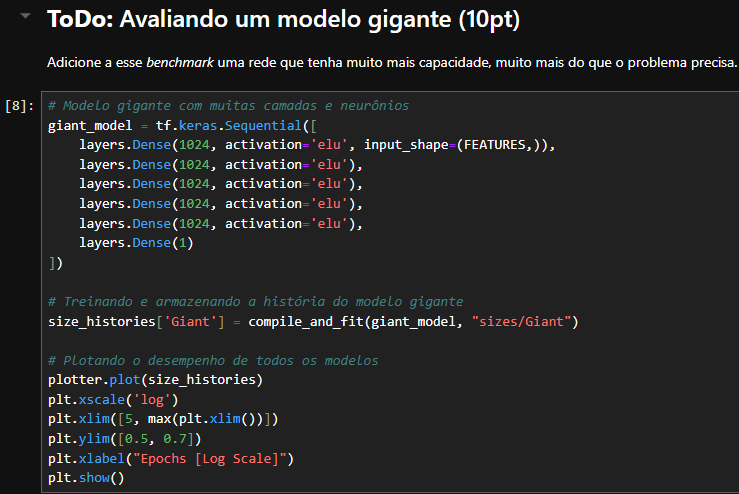 ToDo: Avaliando um modelo gigante (10pt)
Adicione a esse benchmark uma rede que tenha muito mais capacidade, muito mais do que o problema precisa.
[8]:
# Modelo gigante com muitas camadas e neurônios
giant_model = tf.keras.Sequential([
    layers.Dense(1024, activation='elu', input_shape=(FEATURES,)),
    layers.Dense(1024, activation='elu'),
    layers.Dense(1024, activation='elu'),
    layers.Dense(1024, activation='elu'),
    layers.Dense(1024, activation='elu'),
    layers.Dense(1)
])
# Treinando e armazenando a história do modelo gigante
size_histories['Giant'] = compile_and_fit(giant_model, "sizes/Giant")
# Plotando o desempenho de todos os modelos
plotter.plot(size_histories)
plt.xscale('log')
plt.xlim([5, max(plt.xlim())])
plt.ylim([0.5, 0.7])
plt.xlabel("Epochs [Log Scale]")
plt.show()